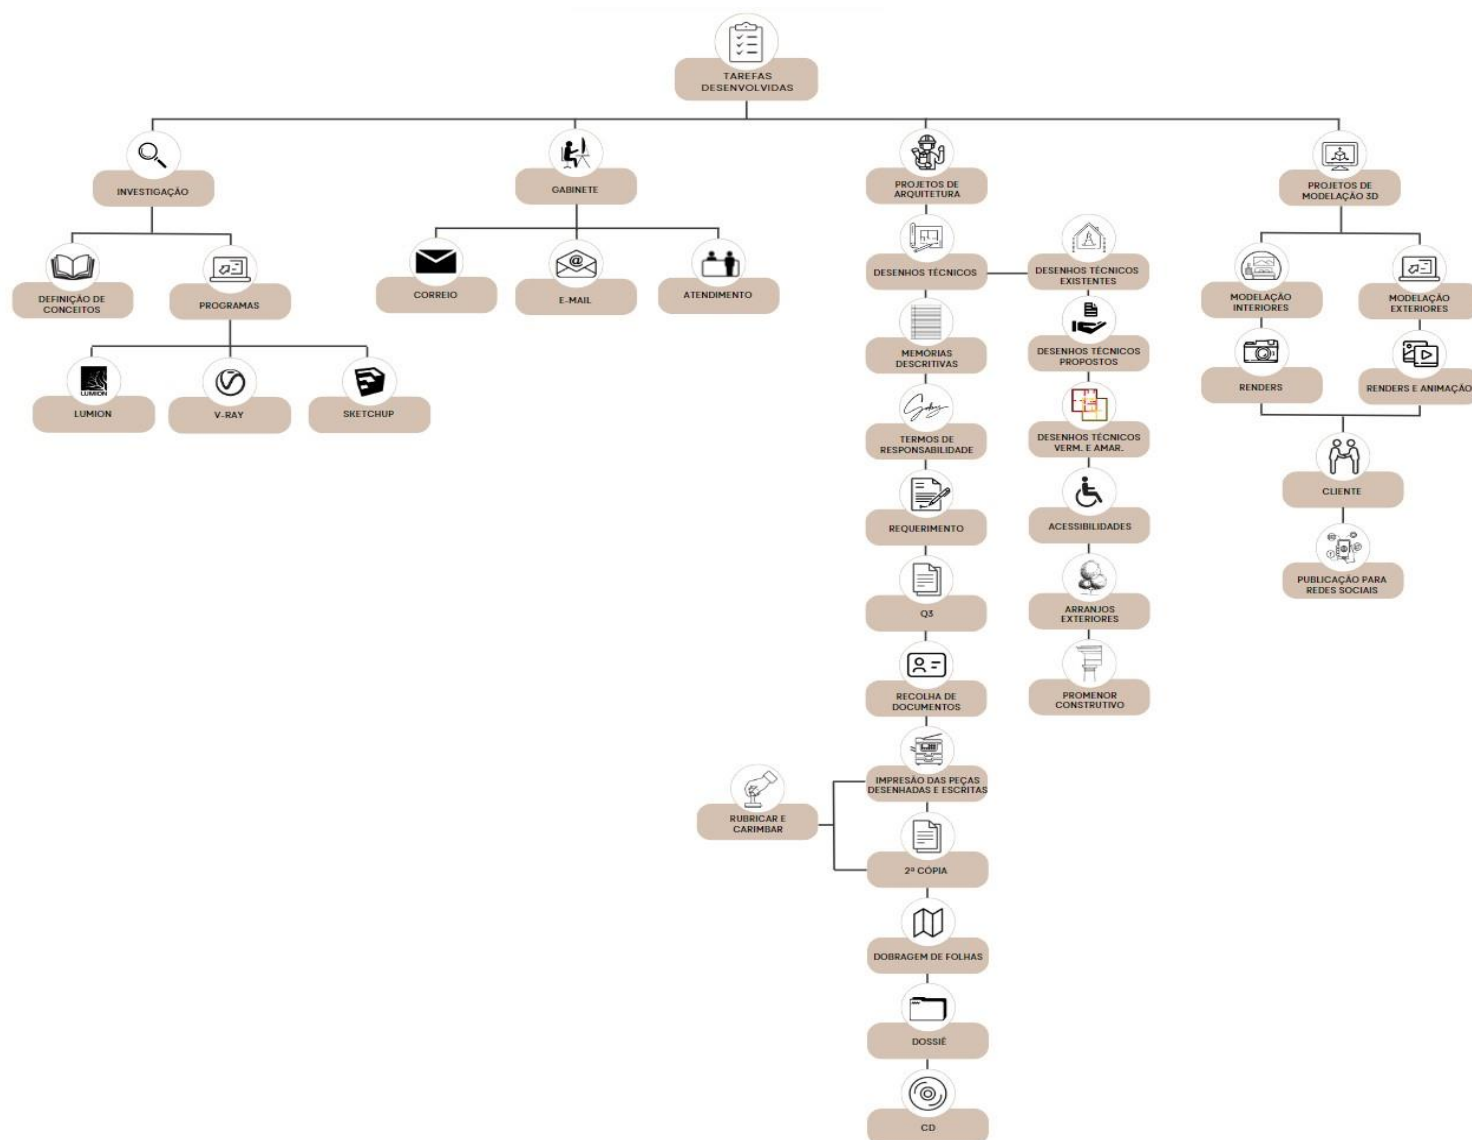 TAREFAS
DESENVOLVIDAS
INVESTIGAÇÃO
GABINETE
PROJETOS DE
ARQUITETURA
PROJETOS DE
MODELAÇÃO 3D
DEFINIÇÃO DE
CONCEITOS
PROGRAMAS
LUMION
LUMION
V-RAY
SKETCHUP
CORREIO
E-MAIL
ATENDIMENTO
DESENHOS TÉCNICOS
MEMÓRIAS
DESCRITIVAS
TERMOS DE
RESPONSABILIDADE
REQUERIMENTO
Q3
RECOLHA DE
DOCUMENTOS
IMPRESÃO DAS PEÇAS
DESENHADAS E ESCRITAS
RUBRICAR E
CARIMBAR
2ª CÓPIA
DOBRAGEM DE FOLHAS
DOSSIÊ
CD
DESENHOS TÉCNICOS
EXISTENTES
DESENHOS TÉCNICOS
PROPOSTOS
DESENHOS TÉCNICOS
VERM. E AMAR.
ACESSIBILIDADES
ARRANJOS
EXTERIORES
PROMENOR
CONSTRUTIVO
MODELAÇÃO
INTERIORES
RENDERS
MODELAÇÃO
EXTERIORES
RENDERS E ANIMAÇÃO
CLIENTE
PUBLICAÇÃO PARA
REDES SOCIAIS